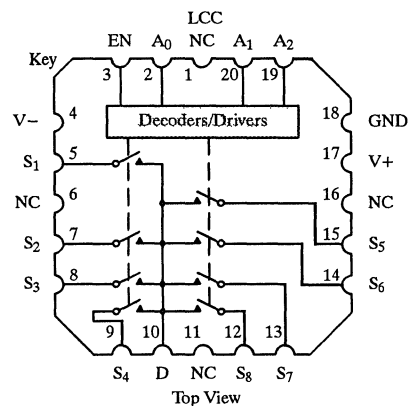 LCC
EN A0 NC A1 A2
Key
3 2 1 20 19
Decoders/Drivers
V− 4 18 GND
S1 5 17 V+
NC 6 16 NC
S2 7 15 S5
S3 8 14 S6
9 10 11 12 13
S4 D NC S8 S7
Top View